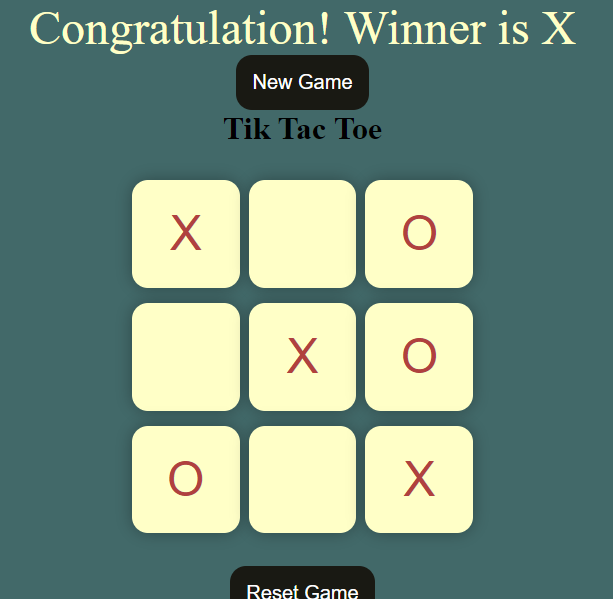 Congratulation! Winner is X
New Game
Tik Tac Toe
X O
X O
O X
Reset Game